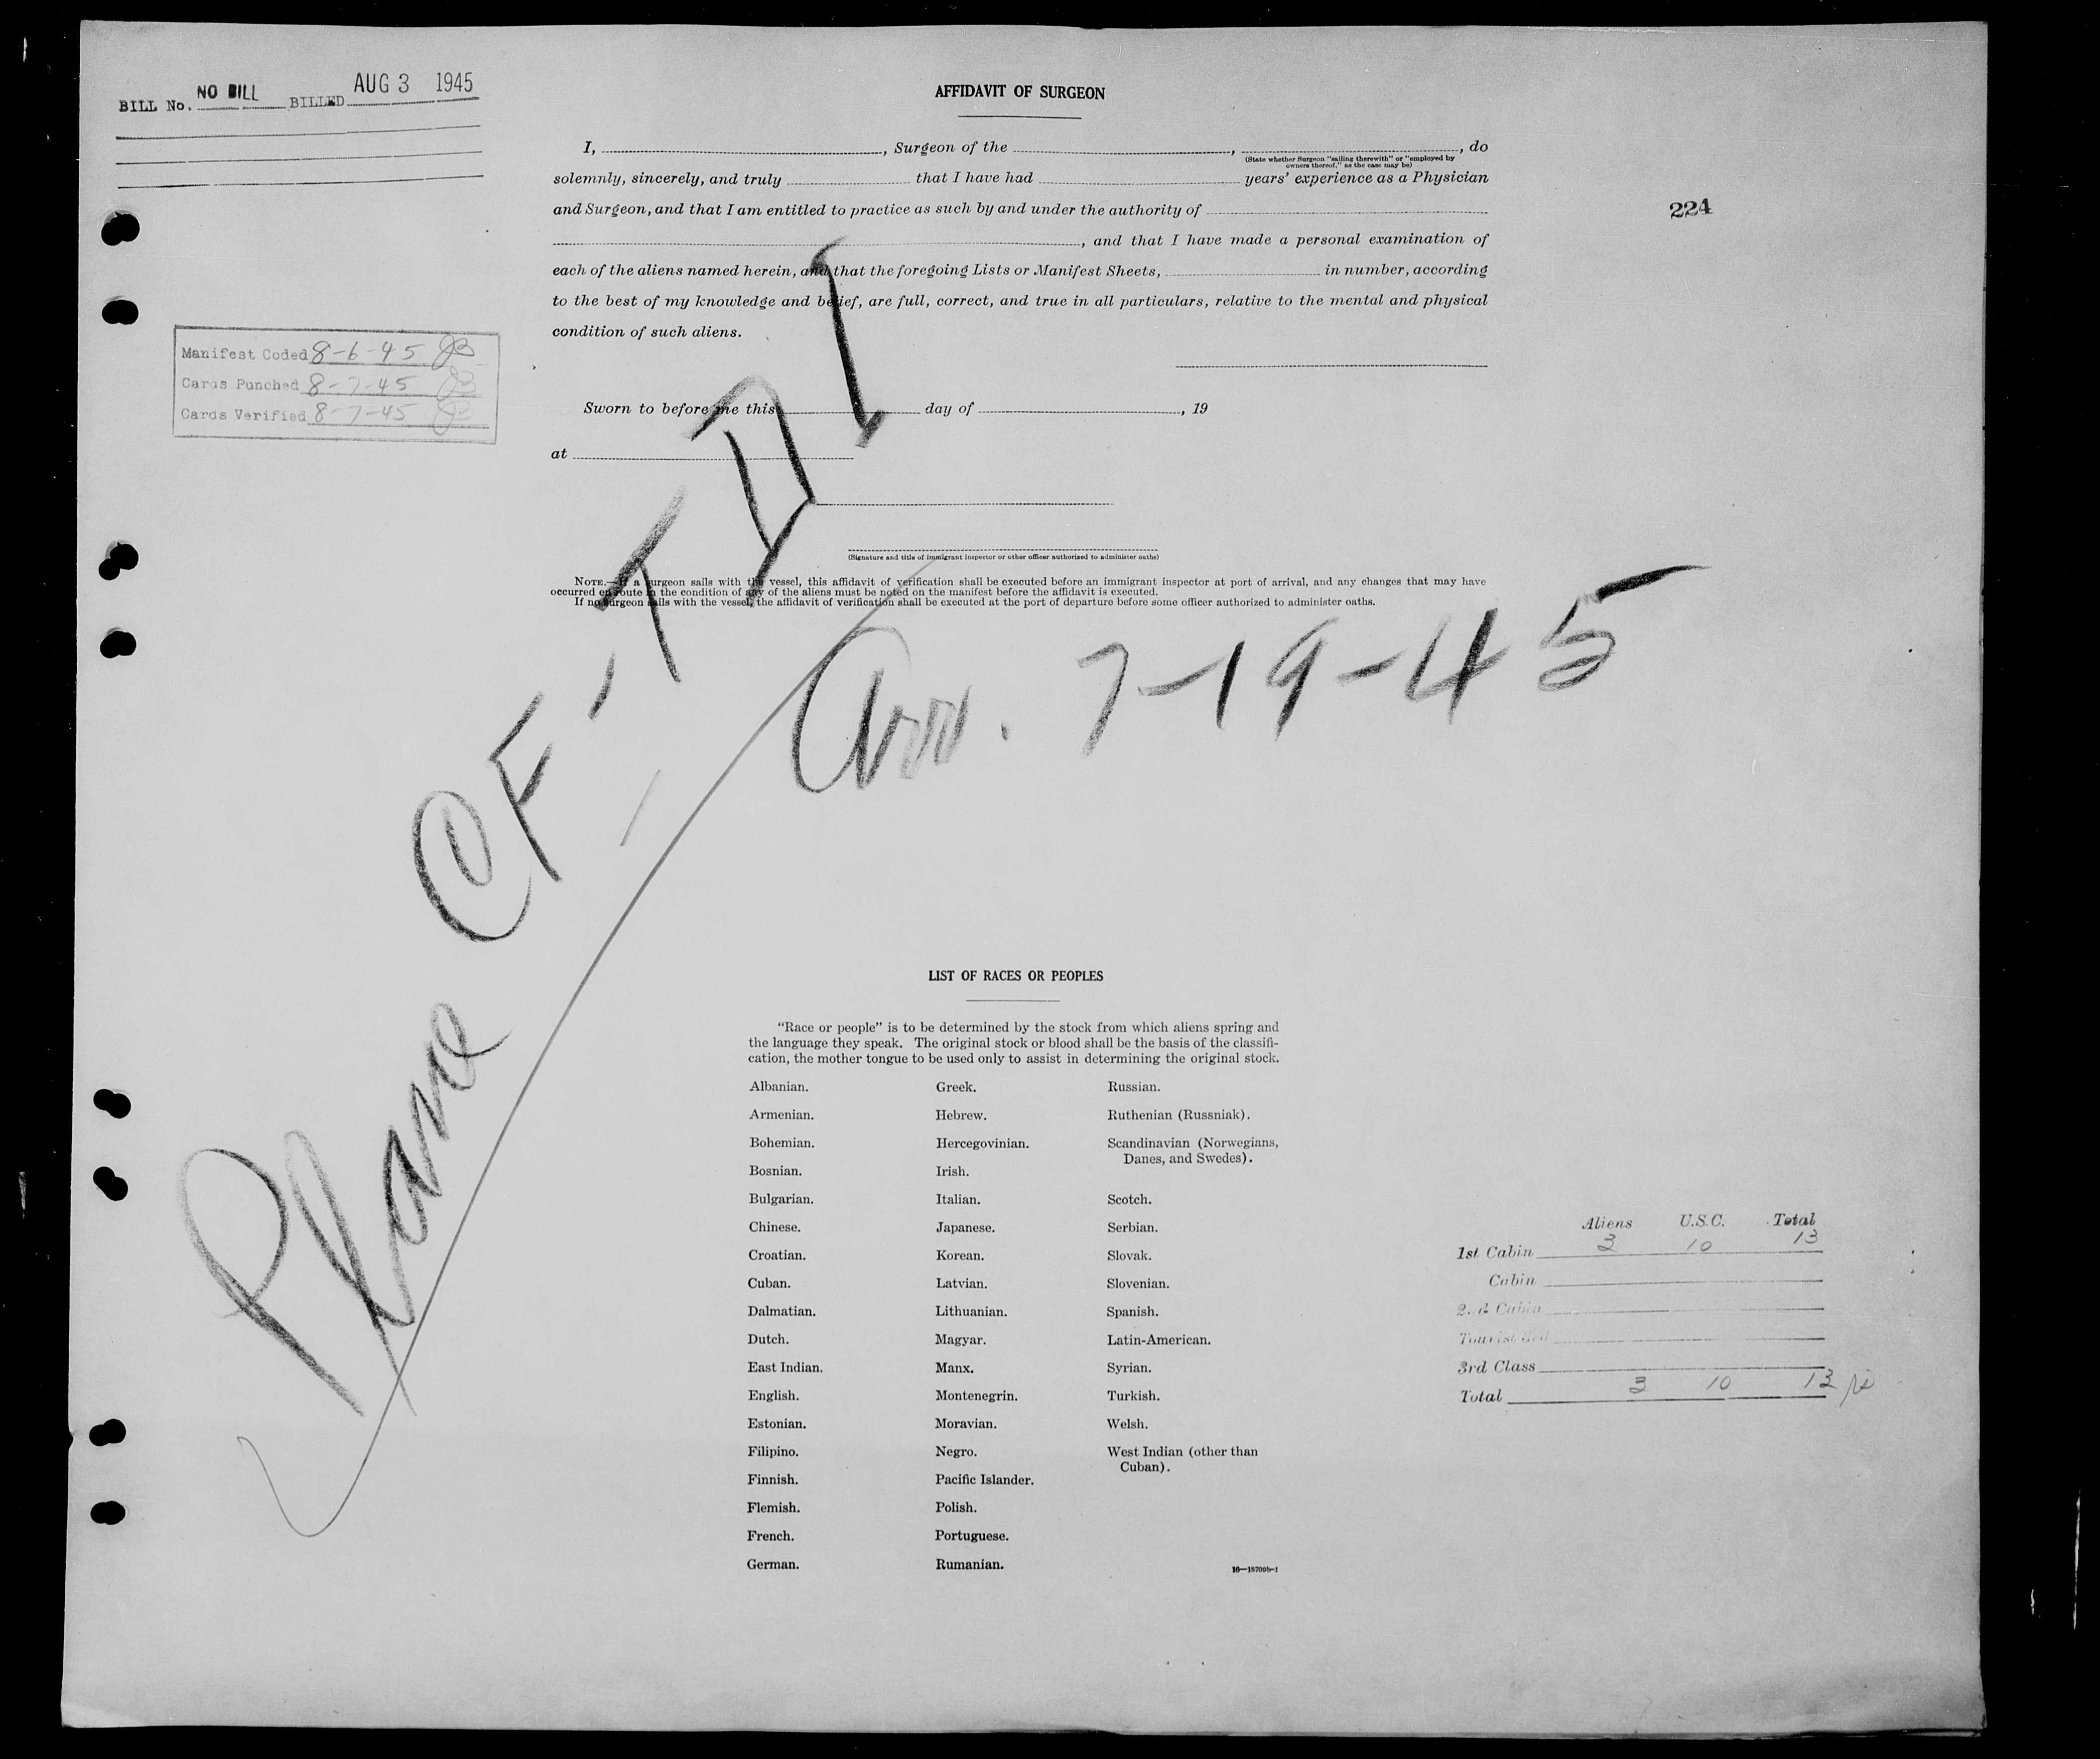 BILL No. NO BILL BILLED AUG 3 1945
AFFIDAVIT OF SURGEON
I, , Surgeon of the , , do
(State whether Surgeon "sailing therewith" or "employed by
owners thereof," as the case may be)
solemnly, sincerely, and truly that I have had years' experience as a Physician
and Surgeon, and that I am entitled to practice as such by and under the authority of
, and that I have made a personal examination of
each of the aliens named herein, and that the foregoing Lists or Manifest Sheets, in number, according
to the best of my knowledge and belief, are full, correct, and true in all particulars, relative to the mental and physical
condition of such aliens.
224
Manifest Coded 8-6-45 JB
Cards Punched 8-7-45 JB
Cards Verified 8-7-45 JB
Sworn to before me this day of , 19
at
(Signature and title of immigrant inspector or other officer authorized to administer oaths)
NOTE.—If a surgeon sails with the vessel, this affidavit of verification shall be executed before an immigrant inspector at port of arrival, and any changes that may have
occurred en route in the condition of any of the aliens must be noted on the manifest before the affidavit is executed.
If no surgeon sails with the vessel, the affidavit of verification shall be executed at the port of departure before some officer authorized to administer oaths.
Plane CF-TDI
Arr. 7-19-45
LIST OF RACES OR PEOPLES
"Race or people" is to be determined by the stock from which aliens spring and
the language they speak. The original stock or blood shall be the basis of the classifi-
cation, the mother tongue to be used only to assist in determining the original stock.
Albanian.
Armenian.
Bohemian.
Bosnian.
Bulgarian.
Chinese.
Croatian.
Cuban.
Dalmatian.
Dutch.
East Indian.
English.
Estonian.
Filipino.
Finnish.
Flemish.
French.
German.
Greek.
Hebrew.
Hercegovinian.
Irish.
Italian.
Japanese.
Korean.
Latvian.
Lithuanian.
Magyar.
Manx.
Montenegrin.
Moravian.
Negro.
Pacific Islander.
Polish.
Portuguese.
Rumanian.
Russian.
Ruthenian (Russniak).
Scandinavian (Norwegians,
Danes, and Swedes).
Scotch.
Serbian.
Slovak.
Slovenian.
Spanish.
Latin-American.
Syrian.
Turkish.
Welsh.
West Indian (other than
Cuban).
16—18709b-1
Aliens U.S.C. Total
1st Cabin 3 10 13
Cabin
2nd Cabin
Tourist 3rd
3rd Class
Total 3 10 13